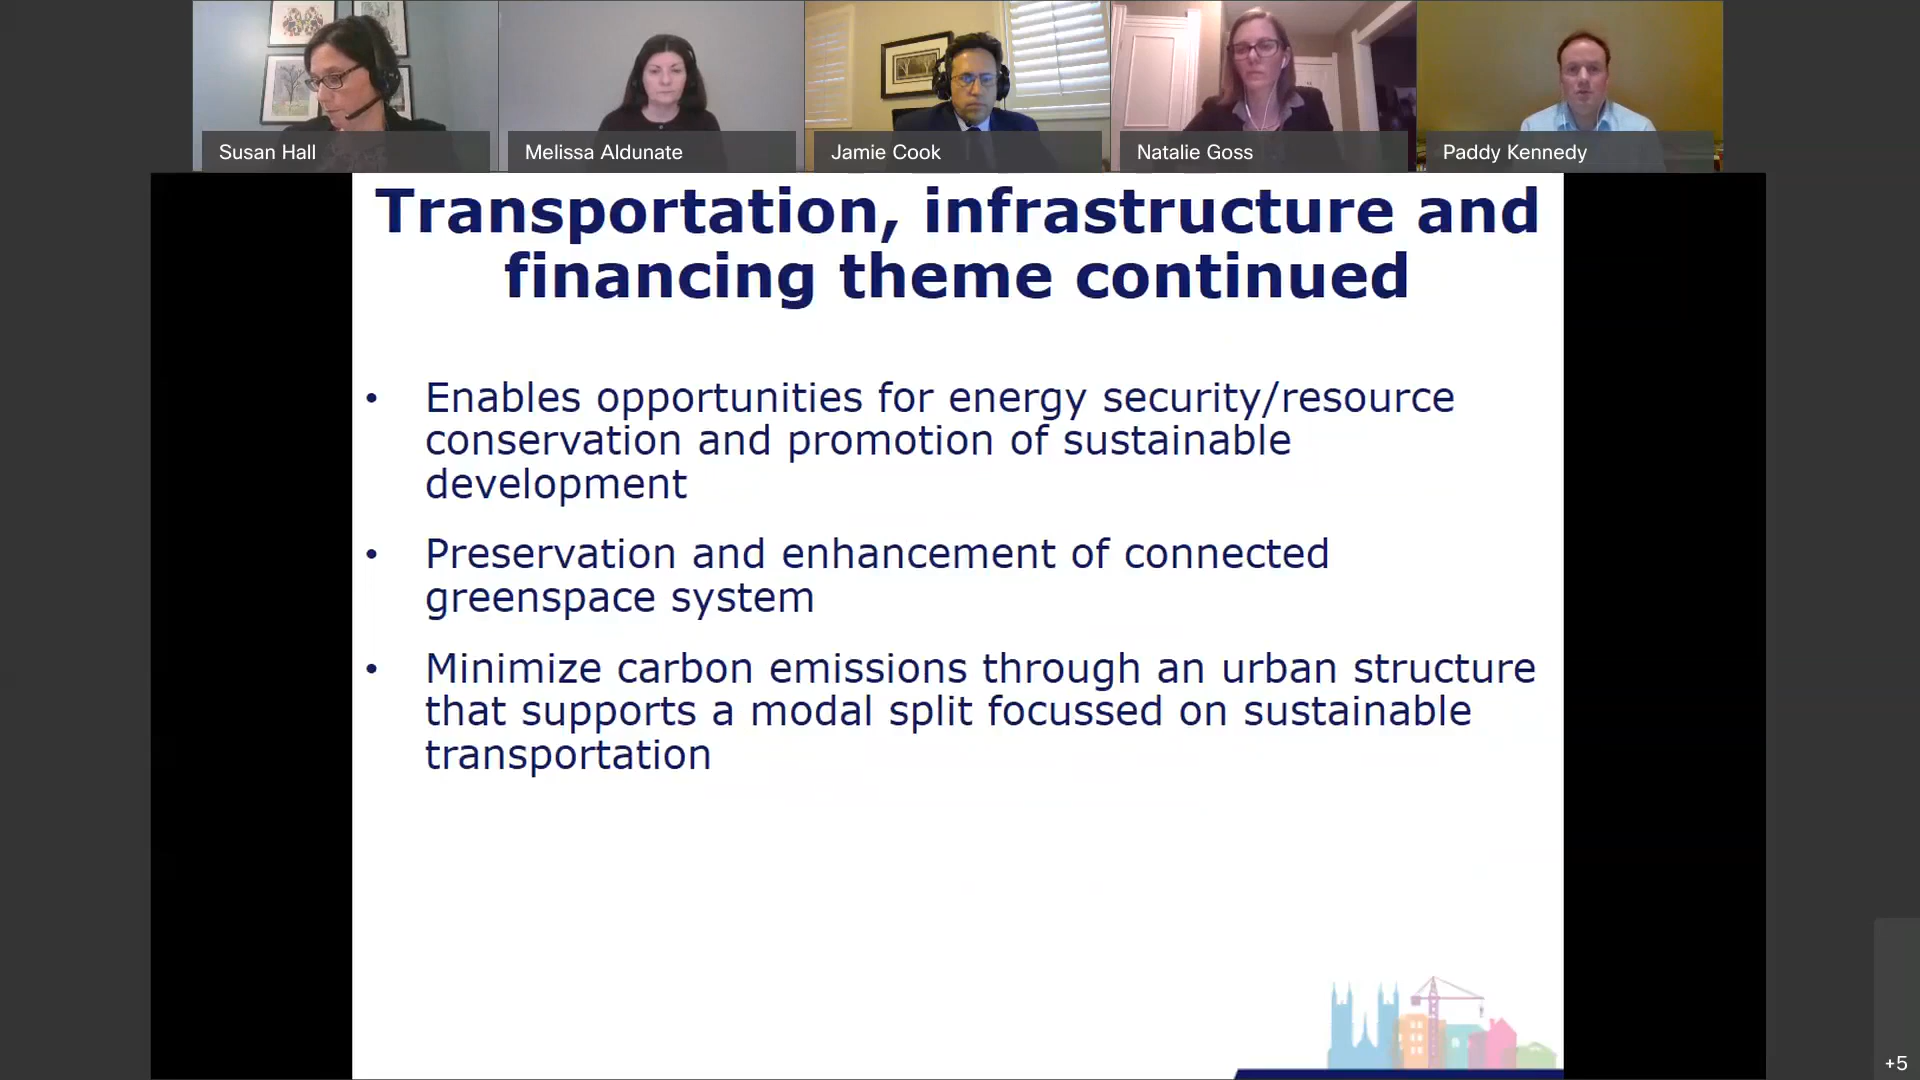 Susan Hall
Melissa Aldunate
Jamie Cook
Natalie Goss
Paddy Kennedy
Transportation, infrastructure and
financing theme continued
• Enables opportunities for energy security/resource
conservation and promotion of sustainable
development
• Preservation and enhancement of connected
greenspace system
• Minimize carbon emissions through an urban structure
that supports a modal split focussed on sustainable
transportation
+5